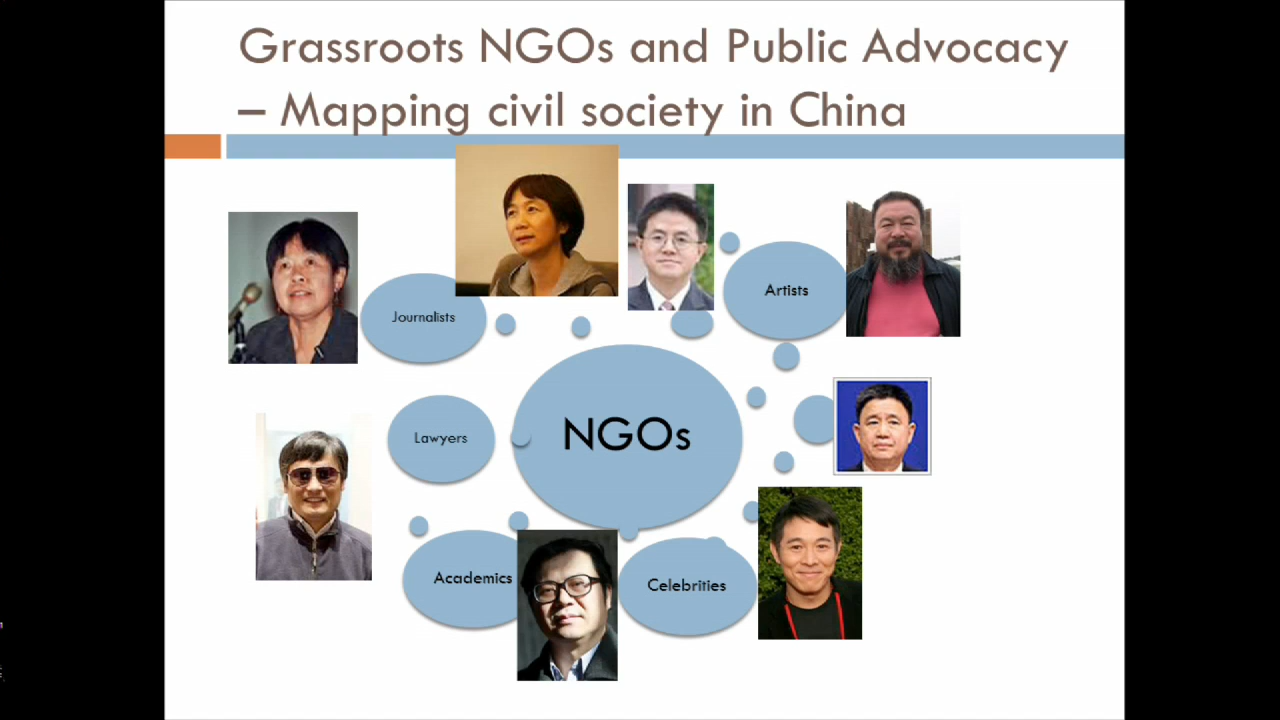 Grassroots NGOs and Public Advocacy
– Mapping civil society in China
Journalists
Artists
NGOs
Lawyers
Academics
Celebrities